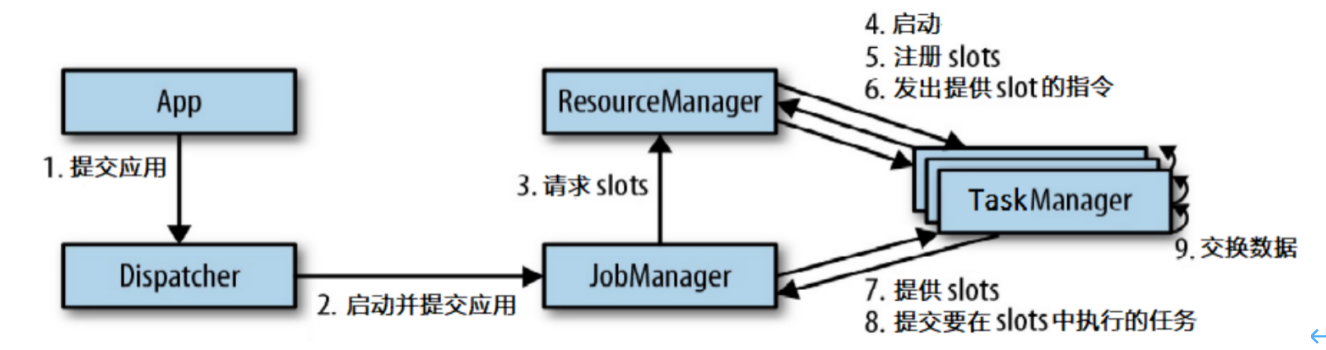 4. 启动
5. 注册 slots
6. 发出提供 slot 的指令
App
ResourceManager
1. 提交应用
3. 请求 slots
TaskManager
9. 交换数据
Dispatcher
JobManager
2. 启动并提交应用
7. 提供 slots
8. 提交要在 slots 中执行的任务